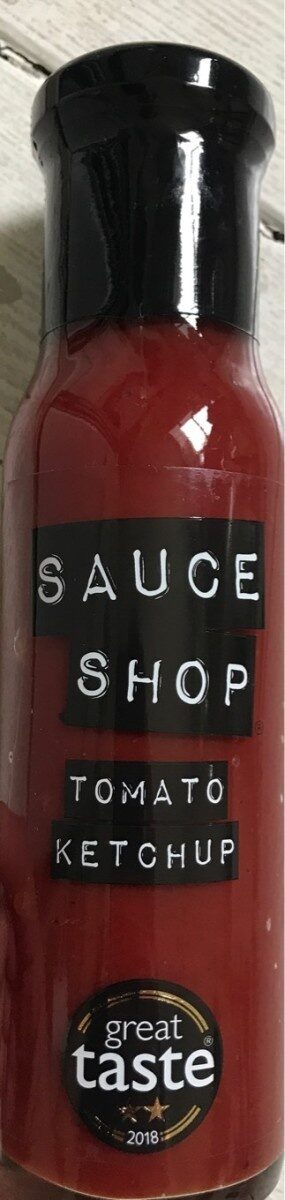 SAUCE
SHOP
TOMATO
KETCHUP
great
taste®
2018